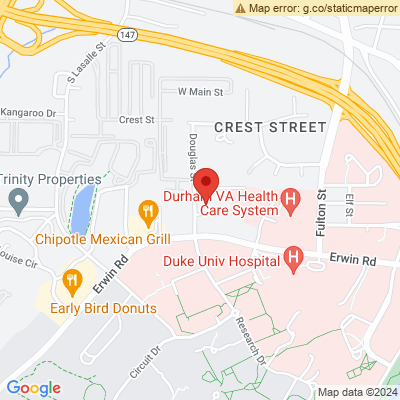 Map error: g.co/staticmaperror
147
S Lasalle St
W Main St
Kangaroo Dr
Crest St
CREST STREET
Douglas St
Trinity Properties
Durham VA Health
Care System
H
Fulton St
Elf St
Chipotle Mexican Grill
Duke Univ Hospital
H
Erwin Rd
ouise Cir
Erwin Rd
Early Bird Donuts
Research Dr
Circuit Dr
Google
Map data ©2024